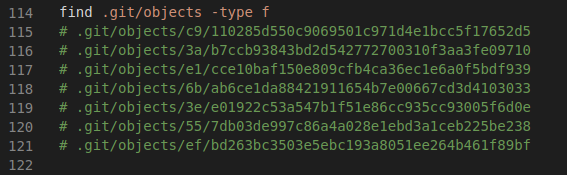 114 find .git/objects -type f
115 # .git/objects/c9/110285d550c9069501c971d4e1bcc5f17652d5
116 # .git/objects/3a/b7ccb93843bd2d542772700310f3aa3fe09710
117 # .git/objects/e1/cce10baf150e809cfb4ca36ec1e6a0f5bdf939
118 # .git/objects/6b/ab6ce1da88421911654b7e00667cd3d4103033
119 # .git/objects/3e/e01922c53a547b1f51e86cc935cc93005f6d0e
120 # .git/objects/55/7db03de997c86a4a028e1ebd3a1ceb225be238
121 # .git/objects/ef/bd263bc3503e5ebc193a8051ee264b461f89bf
122